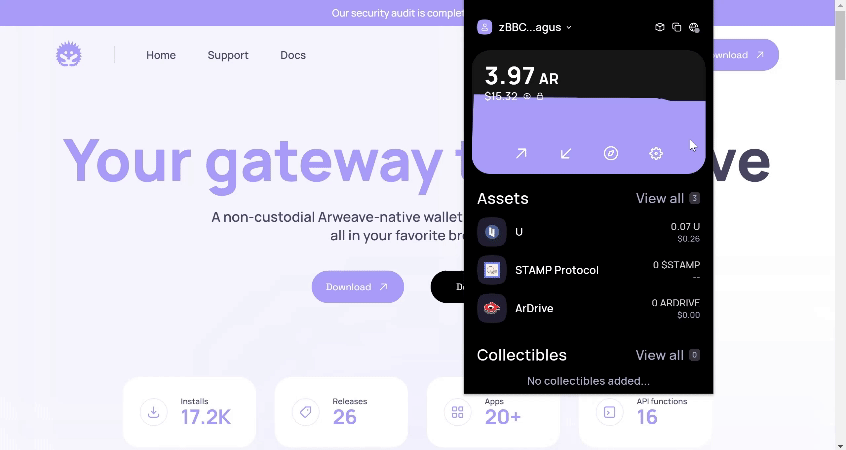 Our security audit is complet
zBBC...agus
Home
Support
Docs
wnload
3.97 AR
$15.32
Your gateway t
ve
Assets
View all 3
A non-custodial Arweave-native wallet
all in your favorite bro
U
0.07 U
$0.26
STAMP Protocol
0 $STAMP
--
Download
D
ArDrive
0 ARDRIVE
$0.00
Collectibles
View all 0
No collectibles added...
Installs
17.2K
Releases
26
Apps
20+
API functions
16